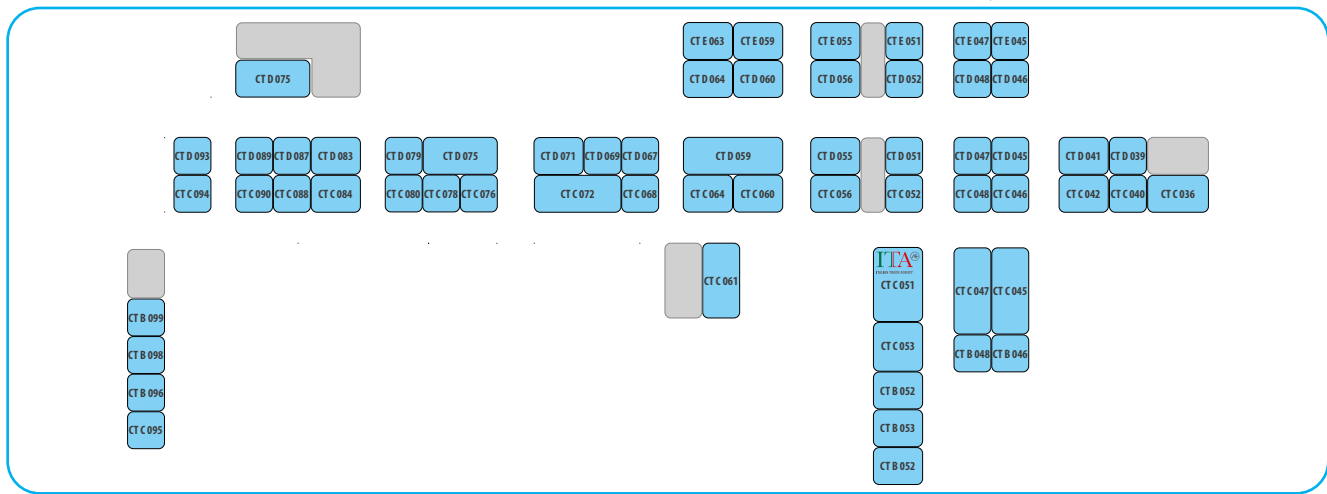 CT E 063 CT E 059 CT E 055 CT E 051 CT E 047 CT E 045
CT D 075 CT D 064 CT D 060 CT D 056 CT D 052 CT D 048 CT D 046
CT D 093 CT D 089 CT D 087 CT D 083 CT D 079 CT D 075 CT D 071 CT D 069 CT D 067 CT D 059 CT D 055 CT D 051 CT D 047 CT D 045 CT D 041 CT D 039
CT C 094 CT C 090 CT C 088 CT C 084 CT C 080 CT C 078 CT C 076 CT C 072 CT C 068 CT C 064 CT C 060 CT C 056 CT C 052 CT C 048 CT C 046 CT C 042 CT C 040 CT C 036
ITA
ITALIAN TRADE AGENCY
CT C 061 CT C 051 CT C 047 CT C 045
CT B 099
CT C 053
CT B 098 CT B 048 CT B 046
CT B 096 CT B 052
CT C 095 CT B 053
CT B 052